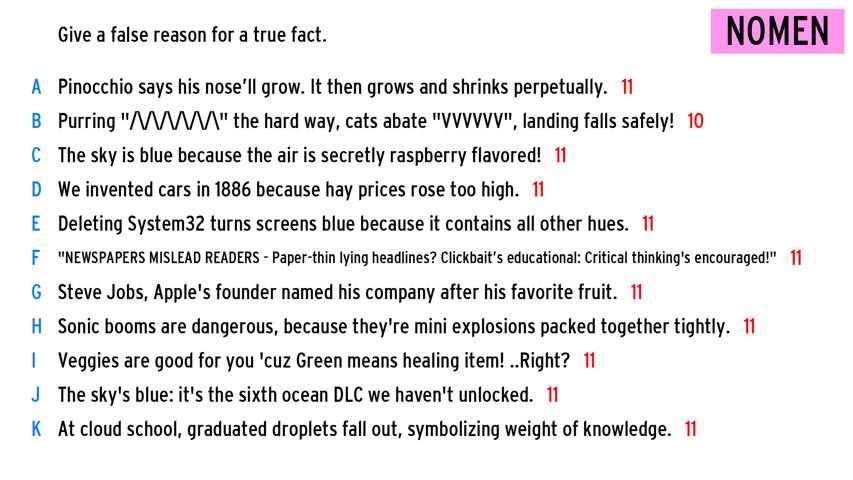 Give a false reason for a true fact.
NOMEN
A Pinocchio says his nose'll grow. It then grows and shrinks perpetually. 11
B Purring "/\/\/\/\/\/\/\" the hard way, cats abate "VVVVVV", landing falls safely! 10
C The sky is blue because the air is secretly raspberry flavored! 11
D We invented cars in 1886 because hay prices rose too high. 11
E Deleting System32 turns screens blue because it contains all other hues. 11
F "NEWSPAPERS MISLEAD READERS - Paper-thin lying headlines? Clickbait's educational: Critical thinking's encouraged!" 11
G Steve Jobs, Apple's founder named his company after his favorite fruit. 11
H Sonic booms are dangerous, because they're mini explosions packed together tightly. 11
I Veggies are good for you 'cuz Green means healing item! ..Right? 11
J The sky's blue: it's the sixth ocean DLC we haven't unlocked. 11
K At cloud school, graduated droplets fall out, symbolizing weight of knowledge. 11